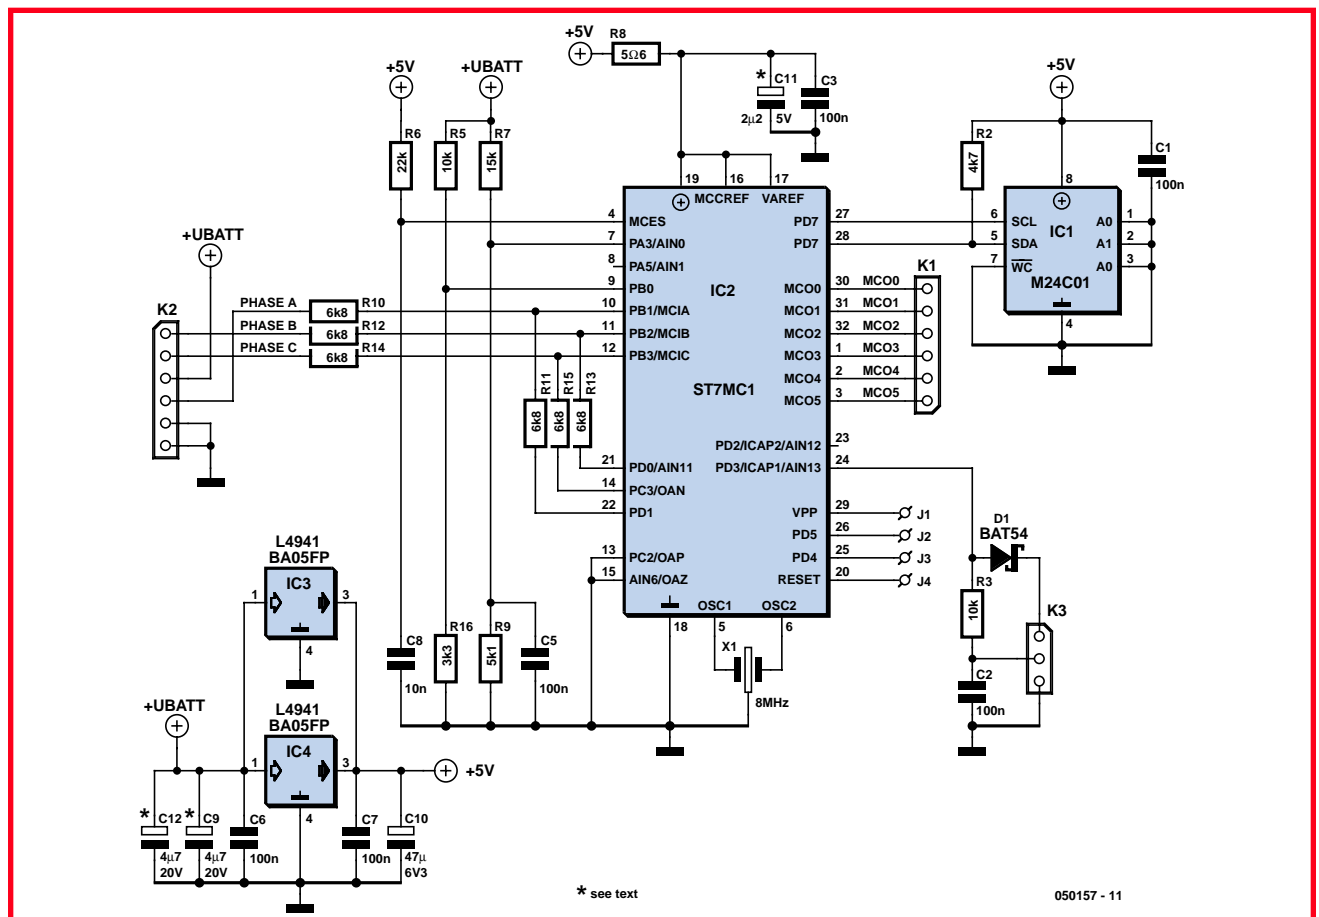 +5V
R8
5Ω6
+5V
+UBATT
*
C11
2μ2
5V
C3
100n
+5V
R6
22k
R5
10k
R7
15k
R2
4k7
C1
100n
19
16
17
MCCREF
VAREF
8
4
MCES
PD7
27
6
SCL
A0
1
7
PA3/AIN0
PD7
28
5
SDA
IC1
A1
2
8
PA5/AIN1
7
WC
A0
3
M24C01
4
+UBATT
K2
9
PB0
IC2
MCO0
30
MCO0
K1
PHASE A
R10
6k8
10
PB1/MCIA
MCO1
31
MCO1
PHASE B
R12
6k8
11
PB2/MCIB
MCO2
32
MCO2
PHASE C
R14
6k8
12
PB3/MCIC
MCO3
1
MCO3
R11
6k8
R15
6k8
R13
6k8
ST7MC1
MCO4
2
MCO4
MCO5
3
MCO5
PD2/ICAP2/AIN12
23
21
PD0/AIN11
PD3/ICAP1/AIN13
24
14
PC3/OAN
22
PD1
VPP
29
J1
PD5
26
J2
13
PC2/OAP
PD4
25
J3
15
AIN6/OAZ
RESET
20
J4
D1
BAT54
OSC1
OSC2
18
5
6
X1
8MHz
R3
10k
K3
C2
100n
L4941
BA05FP
IC3
1
3
4
C8
10n
R16
3k3
R9
5k1
C5
100n
+UBATT
L4941
BA05FP
IC4
1
3
4
+5V
*
C12
4μ7
20V
*
C9
4μ7
20V
C6
100n
C7
100n
C10
47μ
6V3
* see text
050157 - 11